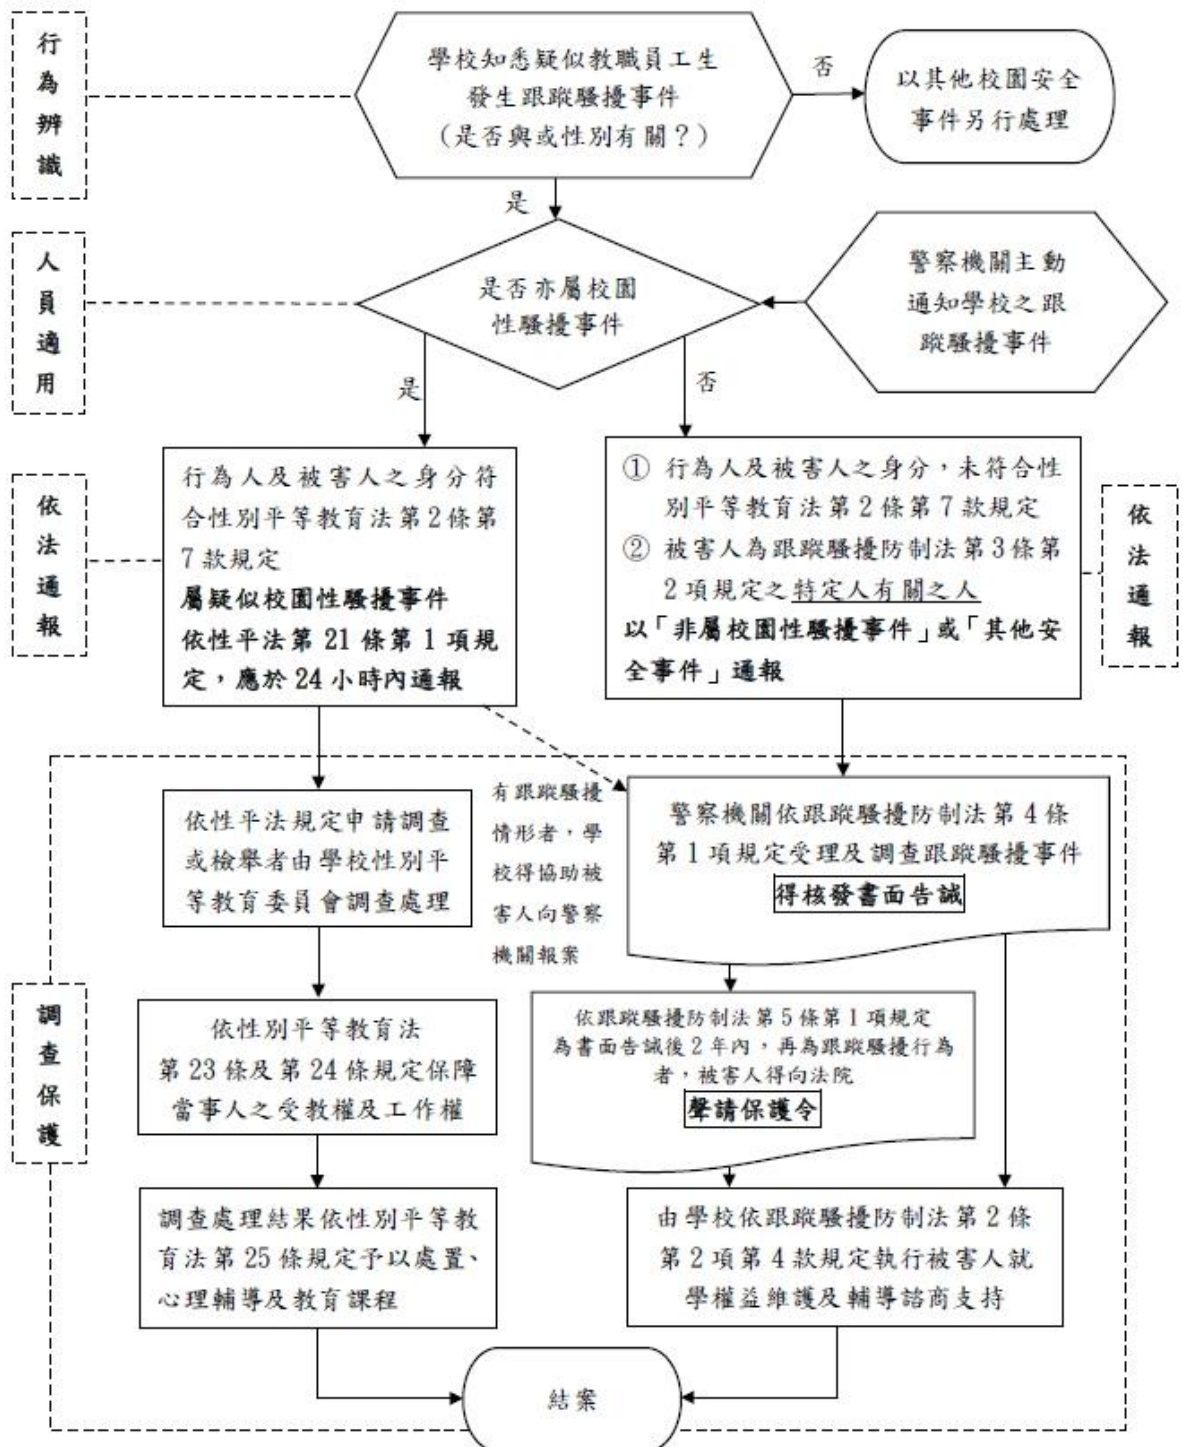 行為辨識
學校知悉疑似教職員工生
發生跟蹤騷擾事件
(是否與或性別有關?)
否
以其他校園安全
事件另行處理
是
人員適用
是否亦屬校園
性騷擾事件
警察機關主動
通知學校之跟
蹤騷擾事件
是
否
依法通報
行為人及被害人之身分符
合性別平等教育法第2條第
7款規定
屬疑似校園性騷擾事件
依性平法第 21 條第 1 項規
定,應於 24 小時內通報
① 行為人及被害人之身分,未符合性
別平等教育法第2條第7款規定
② 被害人為跟蹤騷擾防制法第3條第
2項規定之特定人有關之人
以「非屬校園性騷擾事件」或「其他安
全事件」通報
依法通報
調查保護
依性平法規定申請調查
或檢舉者由學校性別平
等教育委員會調查處理
有跟蹤騷擾
情形者,學
校得協助被
害人向警察
機關報案
警察機關依跟蹤騷擾防制法第4條
第1項規定受理及調查跟蹤騷擾事件
得核發書面告誡
依性別平等教育法
第23條及第24條規定保障
當事人之受教權及工作權
依跟蹤騷擾防制法第5條第1項規定
為書面告誡後2年內,再為跟蹤騷擾行為
者,被害人得向法院
聲請保護令
調查處理結果依性別平等教
育法第25條規定予以處置、
心理輔導及教育課程
由學校依跟蹤騷擾防制法第2條
第2項第4款規定執行被害人就
學權益維護及輔導諮商支持
結案